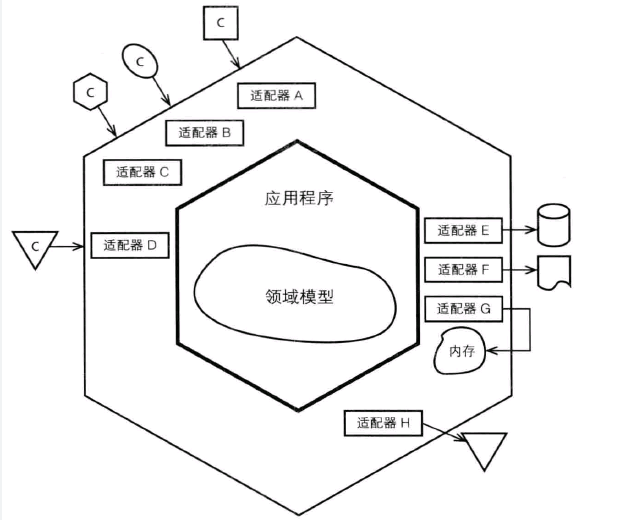 C
C
C
适配器 A
适配器 B
适配器 C
应用程序
C
适配器 D
适配器 E
适配器 F
领域模型
适配器 G
内存
适配器 H